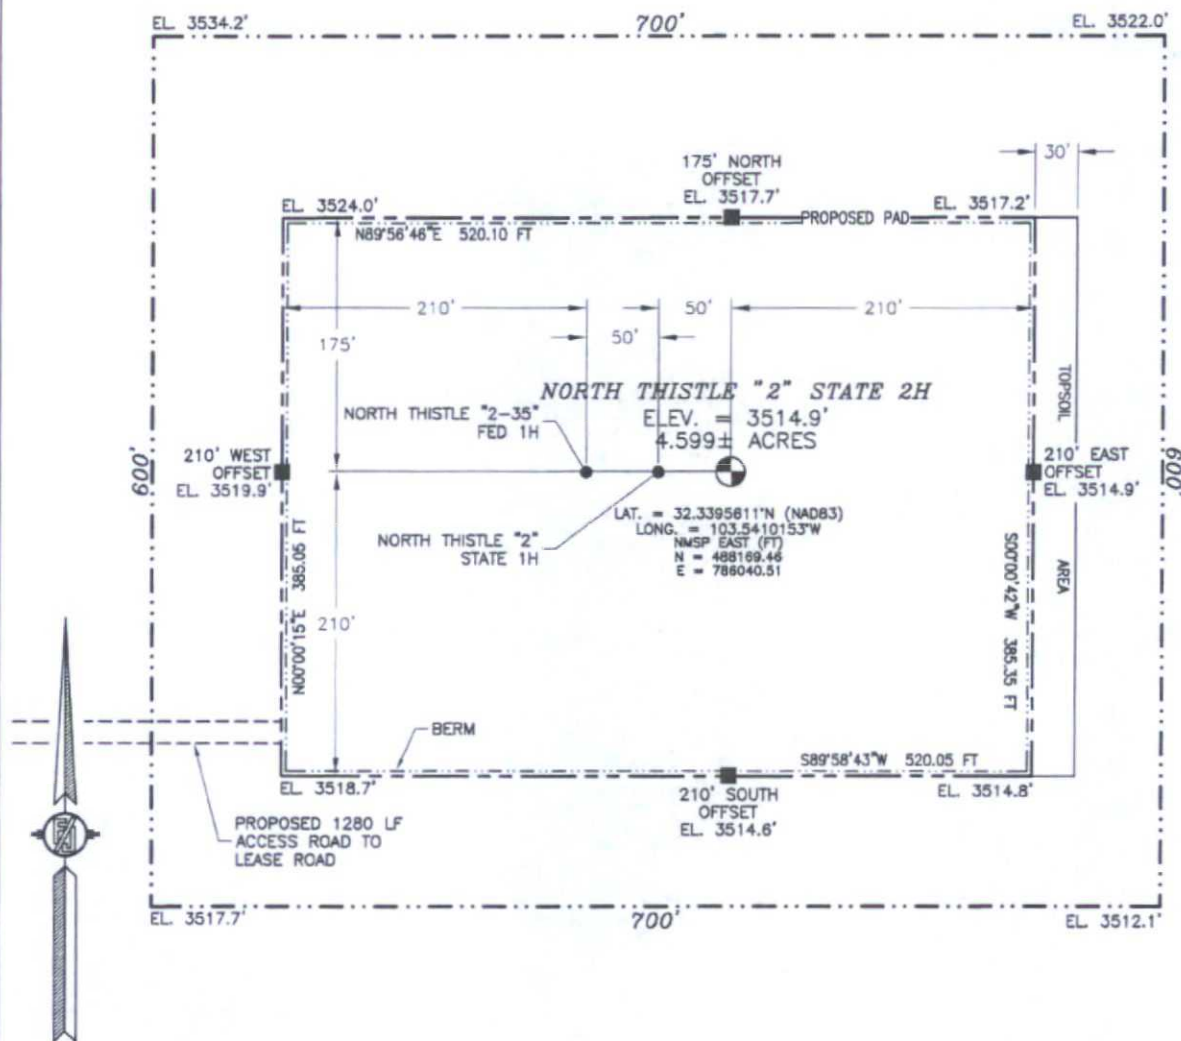 EL. 3534.2'
700'
EL. 3522.0'
175' NORTH
OFFSET
EL. 3517.7'
30'
EL. 3524.0'
EL. 3517.2'
PROPOSED PAD
N89°56'46"E 520.10 FT
210'
50'
210'
50'
175'
TOPSOIL
AREA
NORTH THISTLE "2" STATE 2H
ELEV. = 3514.9'
4.599± ACRES
NORTH THISTLE "2-35"
FED 1H
600'
210' WEST
OFFSET
EL. 3519.9'
210' EAST
OFFSET
EL. 3514.9'
600'
LAT. = 32.3395611°N (NAD83)
LONG. = 103.5410153°W
NMSP EAST (FT)
N = 488169.46
E = 786040.51
NORTH THISTLE "2"
STATE 1H
N00°00'15"E 385.05 FT
210'
S00°00'42"W 385.35 FT
BERM
S89°58'43"W 520.05 FT
EL. 3518.7'
210' SOUTH
OFFSET
EL. 3514.6'
EL. 3514.8'
PROPOSED 1280 LF
ACCESS ROAD TO
LEASE ROAD
EL. 3517.7'
700'
EL. 3512.1'